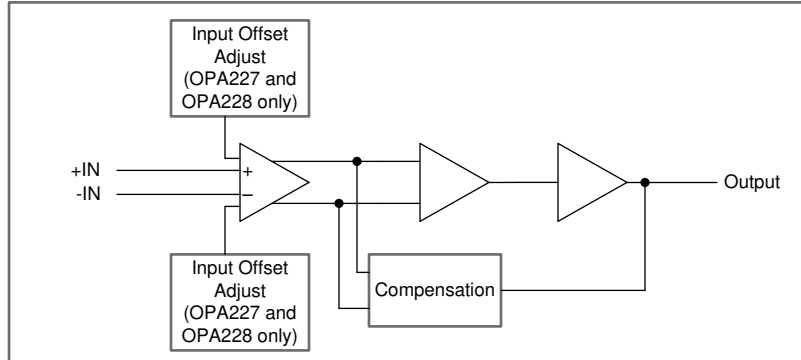 Input Offset
Adjust
(OPA227 and
OPA228 only)
+IN
-IN
+
–
Output
Input Offset
Adjust
(OPA227 and
OPA228 only)
Compensation